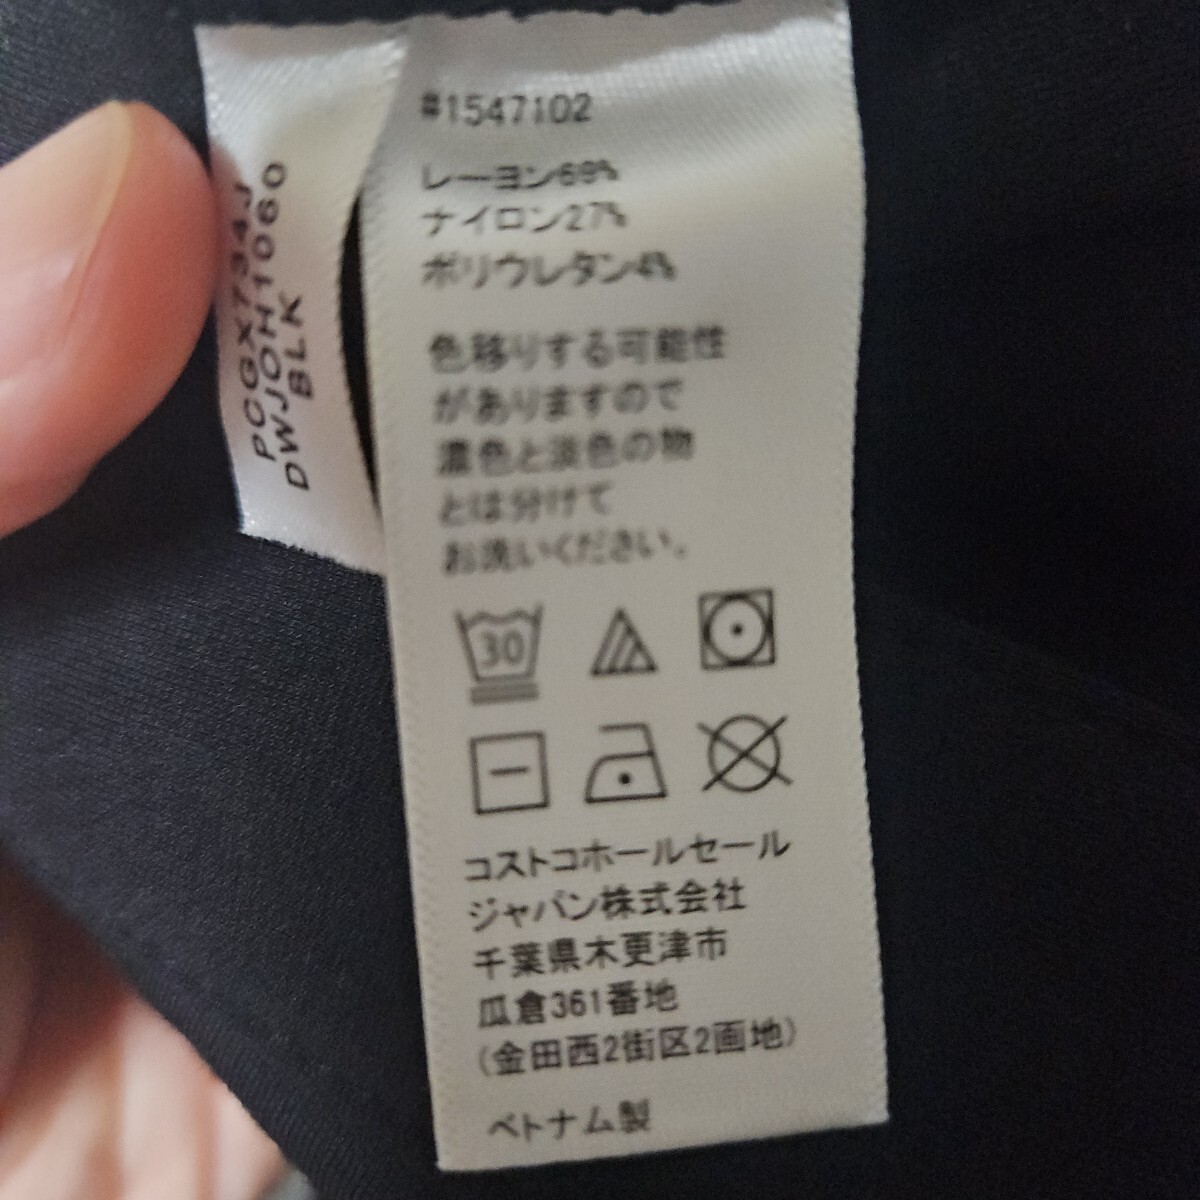 PCGX734J
DWJOH1060
BLK
#1547102
レーヨン69%
ナイロン27%
ポリウレタン4%
色移りする可能性
がありますので
濃色と淡色の物
とは分けて
お洗いください。
30
コストコホールセール
ジャパン株式会社
千葉県木更津市
瓜倉361番地
(金田西2街区2画地)
ベトナム製